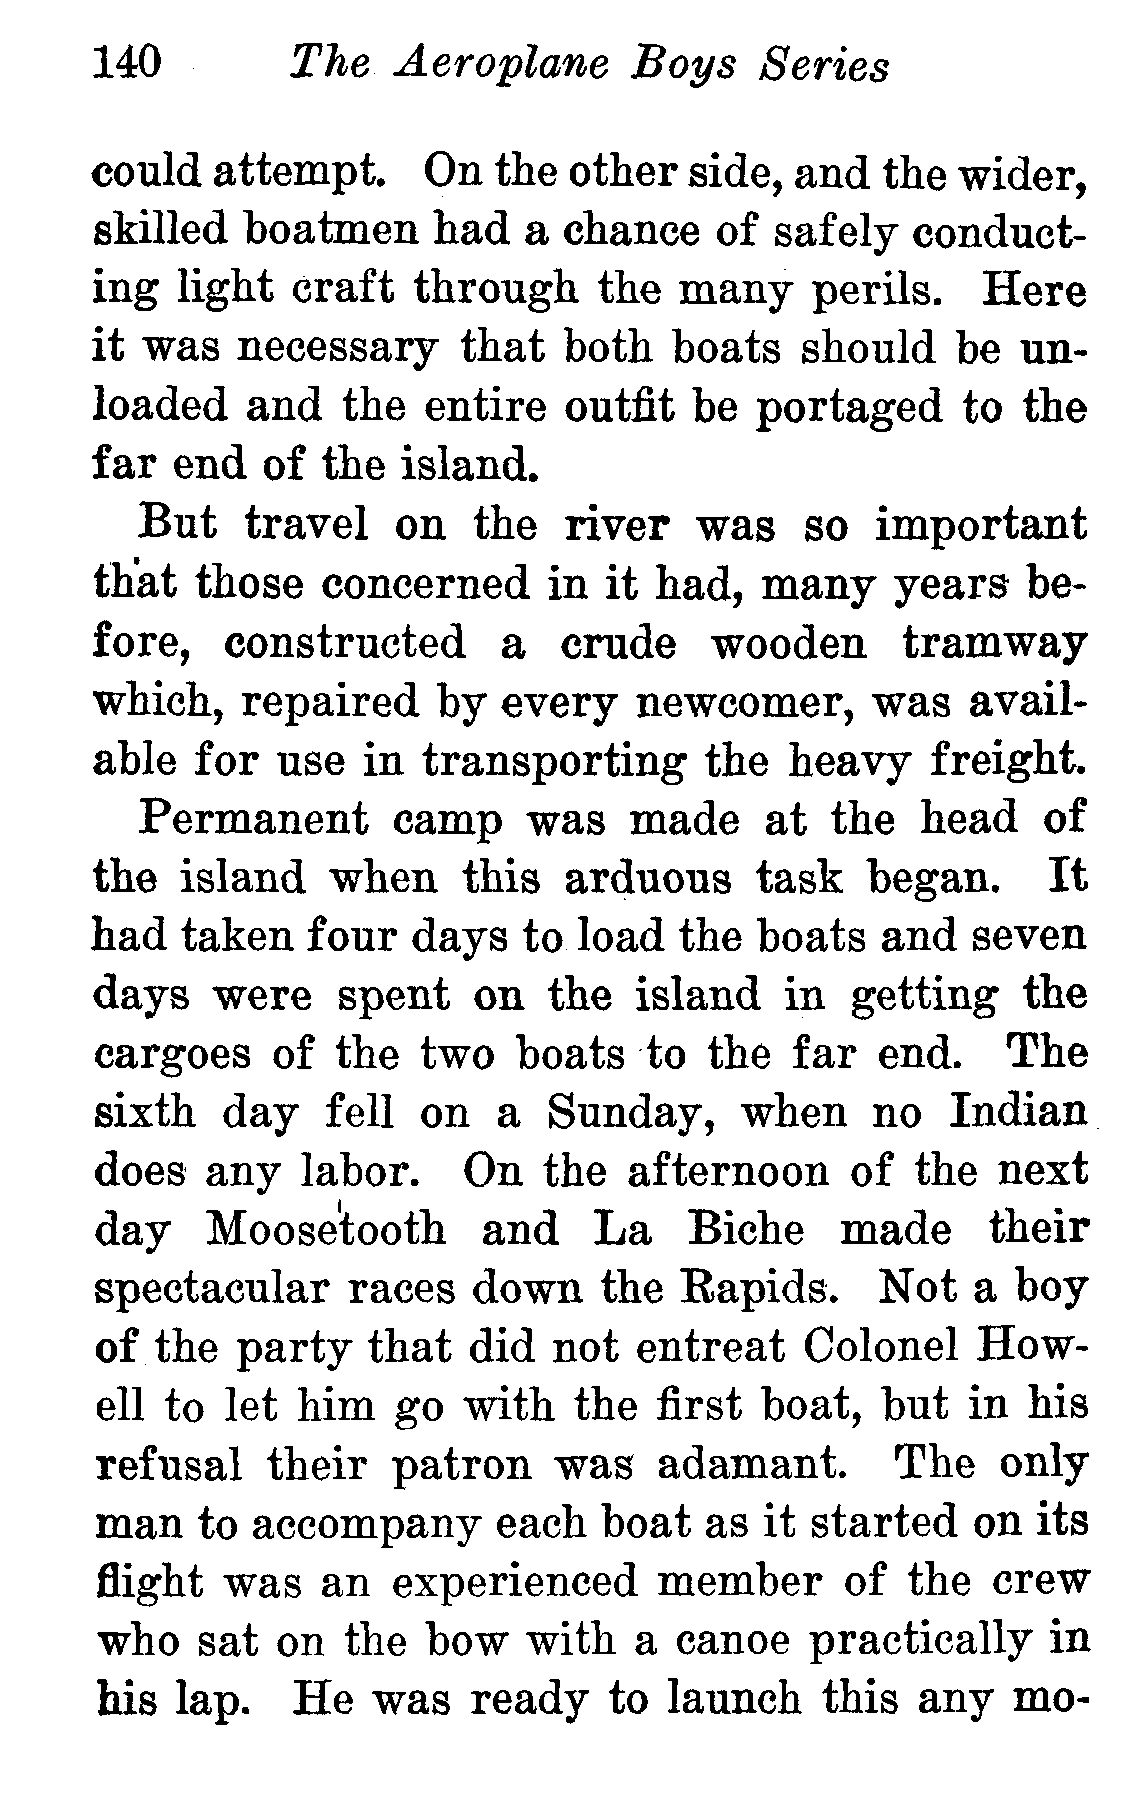 140 The Aeroplane Boys Series
could attempt. On the other side, and the wider,
skilled boatmen had a chance of safely conduct-
ing light craft through the many perils. Here
it was necessary that both boats should be un-
loaded and the entire outfit be portaged to the
far end of the island.
But travel on the river was so important
that those concerned in it had, many years be-
fore, constructed a crude wooden tramway
which, repaired by every newcomer, was avail-
able for use in transporting the heavy freight.
Permanent camp was made at the head of
the island when this arduous task began. It
had taken four days to load the boats and seven
days were spent on the island in getting the
cargoes of the two boats to the far end. The
sixth day fell on a Sunday, when no Indian
does any labor. On the afternoon of the next
day Moosetooth and La Biche made their
spectacular races down the Rapids. Not a boy
of the party that did not entreat Colonel How-
ell to let him go with the first boat, but in his
refusal their patron was adamant. The only
man to accompany each boat as it started on its
flight was an experienced member of the crew
who sat on the bow with a canoe practically in
his lap. He was ready to launch this any mo-